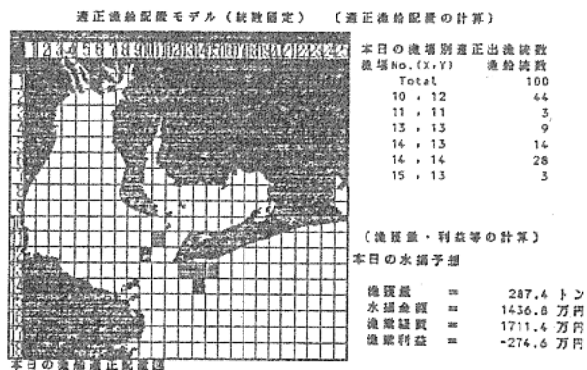 適正漁船配置モデル(統数固定) 〔適正漁船配置の計算〕
本日の漁場別適正出漁統数
漁場No.(X,Y) 漁船統数
Total 100
10 , 12 44
11 , 11 3
13 , 13 9
14 , 13 14
14 , 14 28
15 , 13 3
(漁獲量・利益等の計算)
本日の水揚予想
漁獲量 = 287.4 トン
水揚金額 = 1436.8 万円
漁業経費 = 1711.4 万円
漁業利益 = -274.6 万円
本日の漁船適正配置図